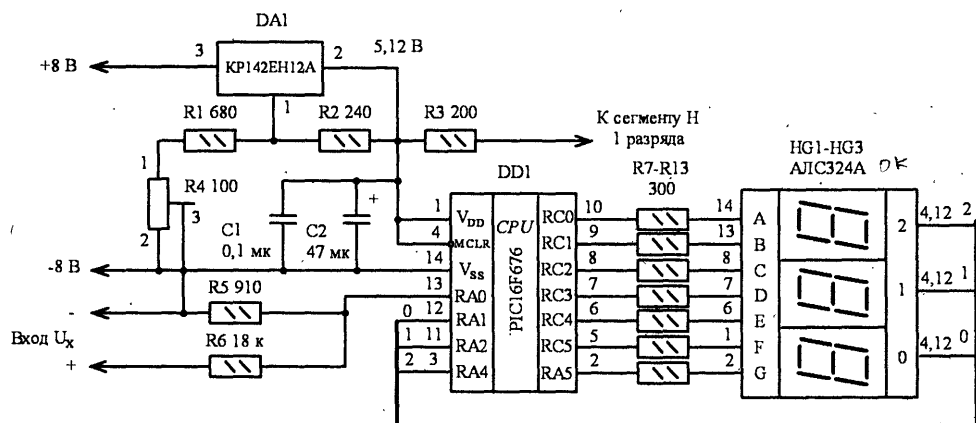 DA1
+8 В
3
КР142ЕН12А
2
5,12 В
1
R1 680
R2 240
R3 200
К сегменту Н
1 разряда
1
R4 100
3
2
C1
0,1 мк
C2
47 мк
+
-8 В
-
Вход Uх
+
R5 910
R6 18 к
DD1
CPU
PIC16F676
1
VDD
4
MCLR
14
VSS
13
RA0
0
12
RA1
1
11
RA2
2
3
RA4
RC0
10
RC1
9
RC2
8
RC3
7
RC4
6
RC5
5
RA5
2
R7-R13
300
HG1-HG3
АЛС324А
ОК
14
A
13
B
8
C
7
D
6
E
1
F
2
G
2
4,12
2
1
4,12
1
0
4,12
0